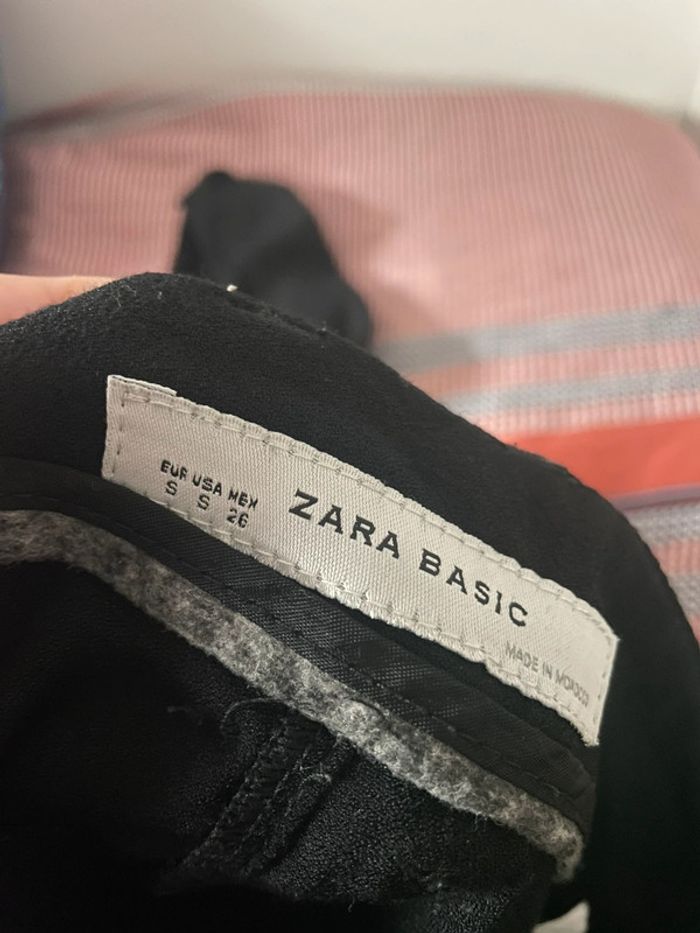 EUR USA MEX
S S 26
ZARA BASIC
MADE IN MOROCCO